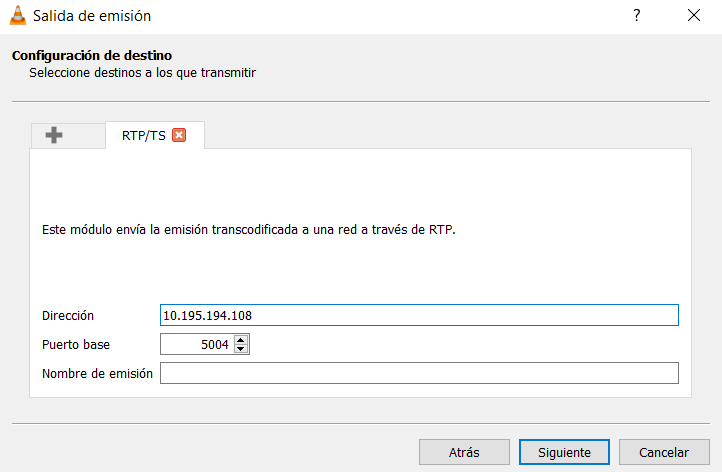 Salida de emisión
Configuración de destino
Seleccione destinos a los que transmitir
RTP/TS
Este módulo envía la emisión transcodificada a una red a través de RTP.
Dirección 10.195.194.108
Puerto base 5004
Nombre de emisión
Atrás Siguiente Cancelar